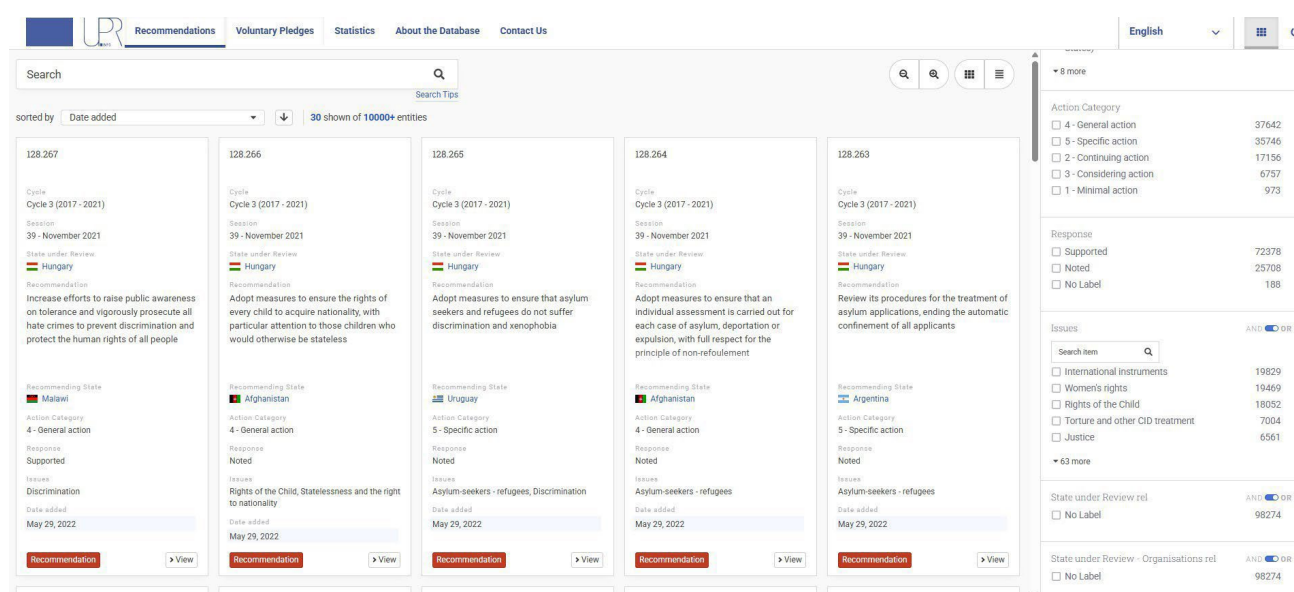 UPR
Recommendations
Voluntary Pledges
Statistics
About the Database
Contact Us
English
Search
Search Tips
sorted by Date added
30 shown of 10000+ entities
128.267
Cycle
Cycle 3 (2017 - 2021)
Session
39 - November 2021
State under Review
Hungary
Recommendation
Increase efforts to raise public awareness
on tolerance and vigorously prosecute all
hate crimes to prevent discrimination and
protect the human rights of all people
Recommending State
Malawi
Action Category
4 - General action
Response
Supported
Issues
Discrimination
Date added
May 29, 2022
Recommendation
> View
128.266
Cycle
Cycle 3 (2017 - 2021)
Session
39 - November 2021
State under Review
Hungary
Recommendation
Adopt measures to ensure the rights of
every child to acquire nationality, with
particular attention to those children who
would otherwise be stateless
Recommending State
Afghanistan
Action Category
4 - General action
Response
Noted
Issues
Rights of the Child, Statelessness and the right
to nationality
Date added
May 29, 2022
Recommendation
> View
128.265
Cycle
Cycle 3 (2017 - 2021)
Session
39 - November 2021
State under Review
Hungary
Recommendation
Adopt measures to ensure that asylum
seekers and refugees do not suffer
discrimination and xenophobia
Recommending State
Uruguay
Action Category
5 - Specific action
Response
Noted
Issues
Asylum-seekers - refugees, Discrimination
Date added
May 29, 2022
Recommendation
> View
128.264
Cycle
Cycle 3 (2017 - 2021)
Session
39 - November 2021
State under Review
Hungary
Recommendation
Adopt measures to ensure that an
individual assessment is carried out for
each case of asylum, deportation or
expulsion, with full respect for the
principle of non-refoulement
Recommending State
Afghanistan
Action Category
4 - General action
Response
Noted
Issues
Asylum-seekers - refugees
Date added
May 29, 2022
Recommendation
> View
128.263
Cycle
Cycle 3 (2017 - 2021)
Session
39 - November 2021
State under Review
Hungary
Recommendation
Review its procedures for the treatment of
asylum applications, ending the automatic
confinement of all applicants
Recommending State
Argentina
Action Category
5 - Specific action
Response
Noted
Issues
Asylum-seekers - refugees
Date added
May 29, 2022
Recommendation
> View
8 more
Action Category
4 - General action 37642
5 - Specific action 35746
2 - Continuing action 17156
3 - Considering action 6757
1 - Minimal action 973
Response
Supported 72378
Noted 25708
No Label 188
Issues AND OR
Search item
International instruments 19829
Women's rights 19469
Rights of the Child 18052
Torture and other CID treatment 7004
Justice 6561
63 more
State under Review rel AND OR
No Label 98274
State under Review - Organisations rel AND OR
No Label 98274